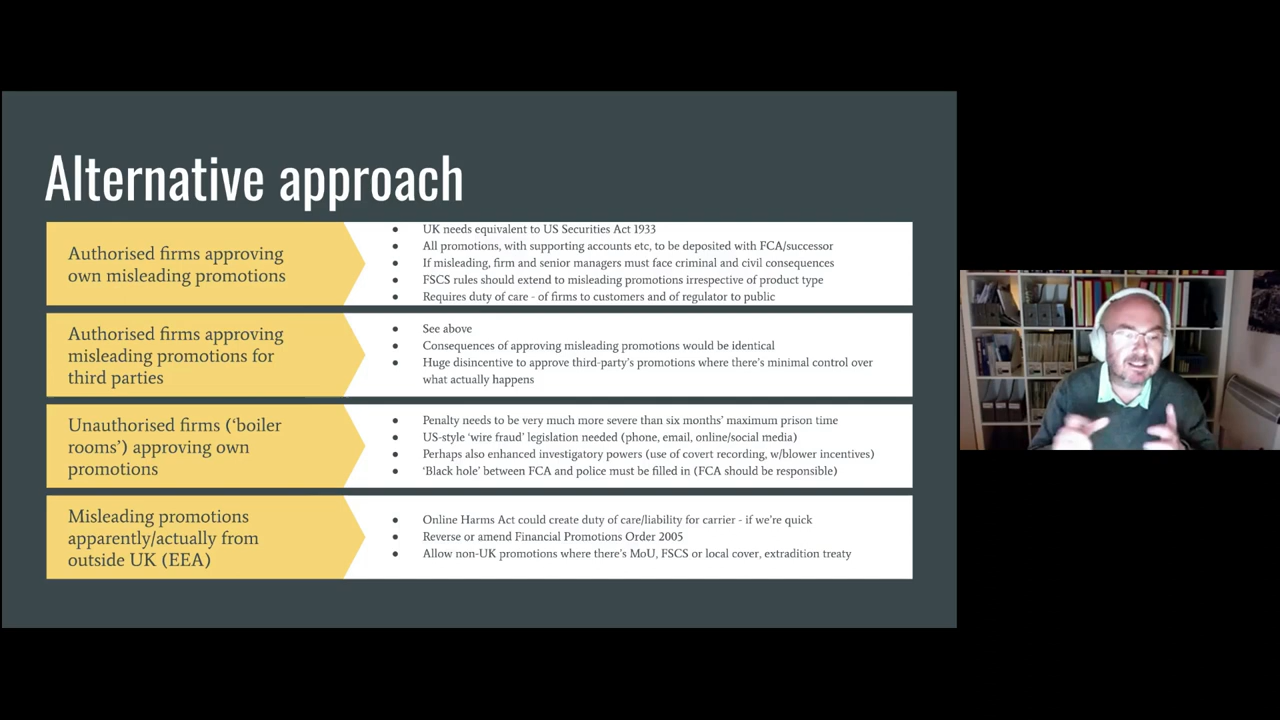 Alternative approach
Authorised firms approving
own misleading promotions
● UK needs equivalent to US Securities Act 1933
● All promotions, with supporting accounts etc, to be deposited with FCA/successor
● If misleading, firm and senior managers must face criminal and civil consequences
● FSCS rules should extend to misleading promotions irrespective of product type
● Requires duty of care - of firms to customers and of regulator to public
Authorised firms approving
misleading promotions for
third parties
● See above
● Consequences of approving misleading promotions would be identical
● Huge disincentive to approve third-party's promotions where there's minimal control over
what actually happens
Unauthorised firms (‘boiler
rooms’) approving own
promotions
● Penalty needs to be very much more severe than six months’ maximum prison time
● US-style ‘wire fraud’ legislation needed (phone, email, online/social media)
● Perhaps also enhanced investigatory powers (use of covert recording, w/blower incentives)
● ‘Black hole’ between FCA and police must be filled in (FCA should be responsible)
Misleading promotions
apparently/actually from
outside UK (EEA)
● Online Harms Act could create duty of care/liability for carrier - if we’re quick
● Reverse or amend Financial Promotions Order 2005
● Allow non-UK promotions where there’s MoU, FSCS or local cover, extradition treaty